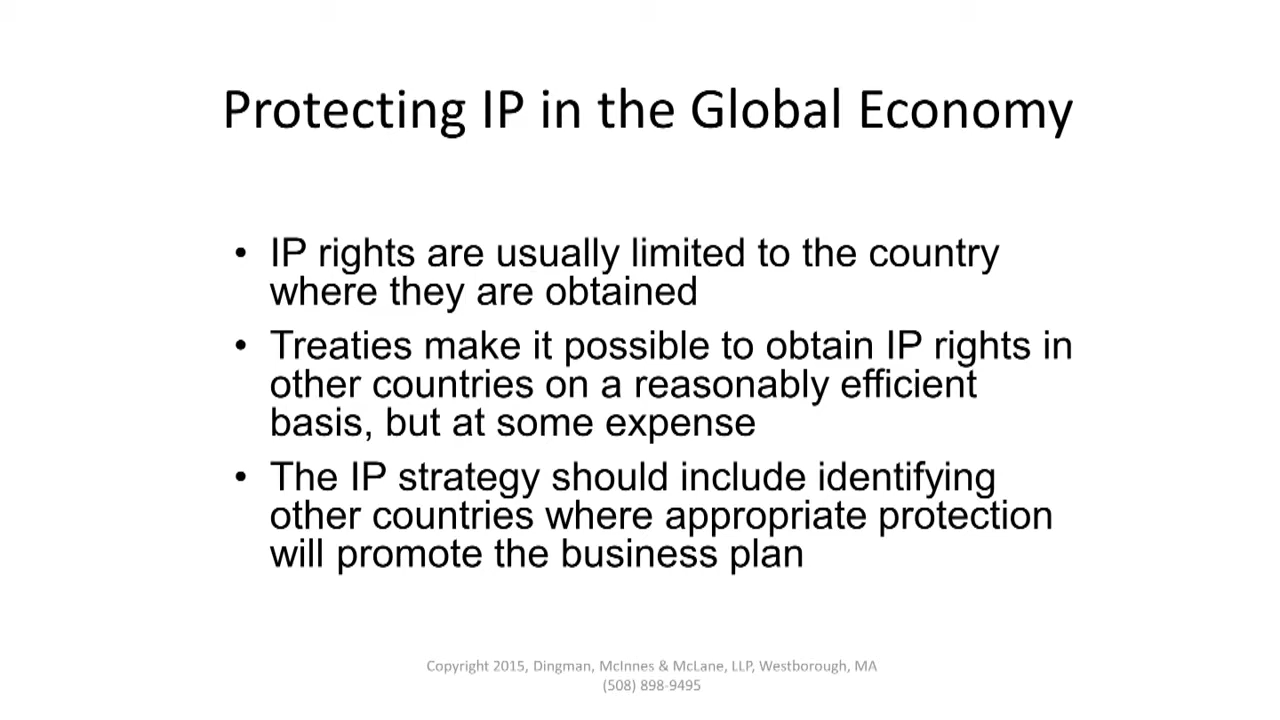 Protecting IP in the Global Economy
• IP rights are usually limited to the country
where they are obtained
• Treaties make it possible to obtain IP rights in
other countries on a reasonably efficient
basis, but at some expense
• The IP strategy should include identifying
other countries where appropriate protection
will promote the business plan
Copyright 2015, Dingman, McInnes & McLane, LLP, Westborough, MA
(508) 898-9495